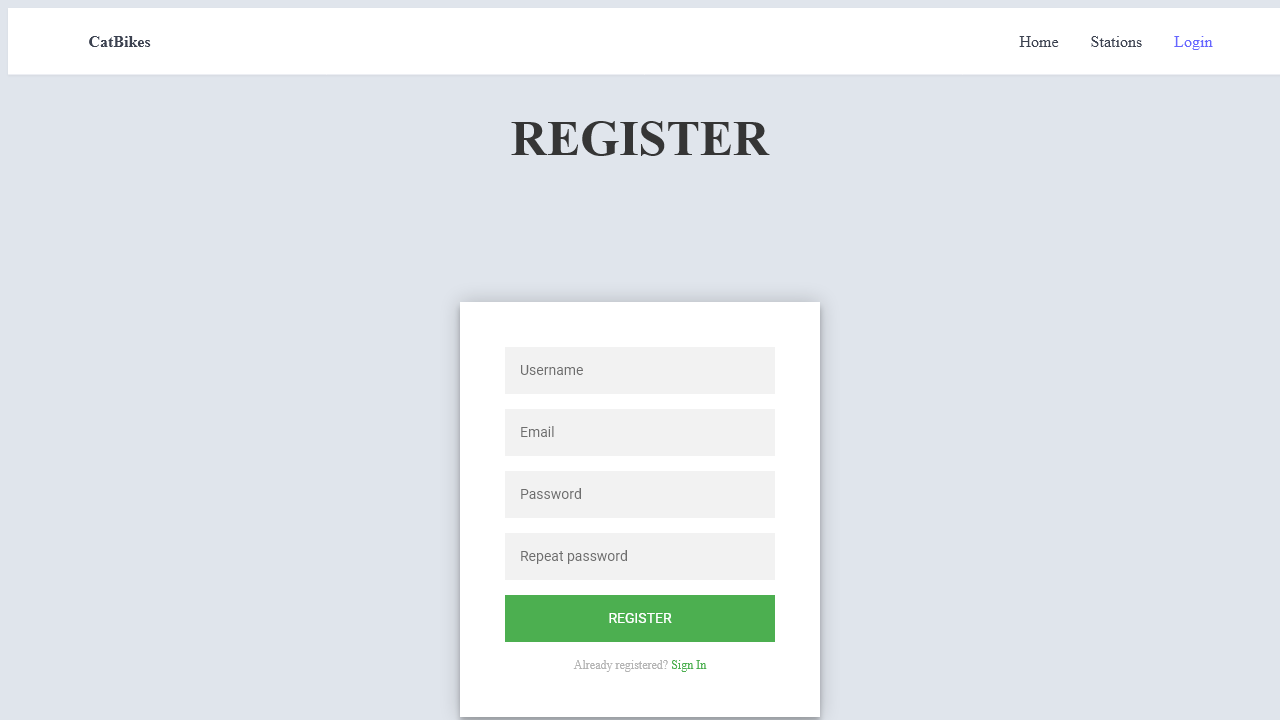 CatBikes Home Stations Login
REGISTER
Username
Email
Password
Repeat password
REGISTER
Already registered? Sign In